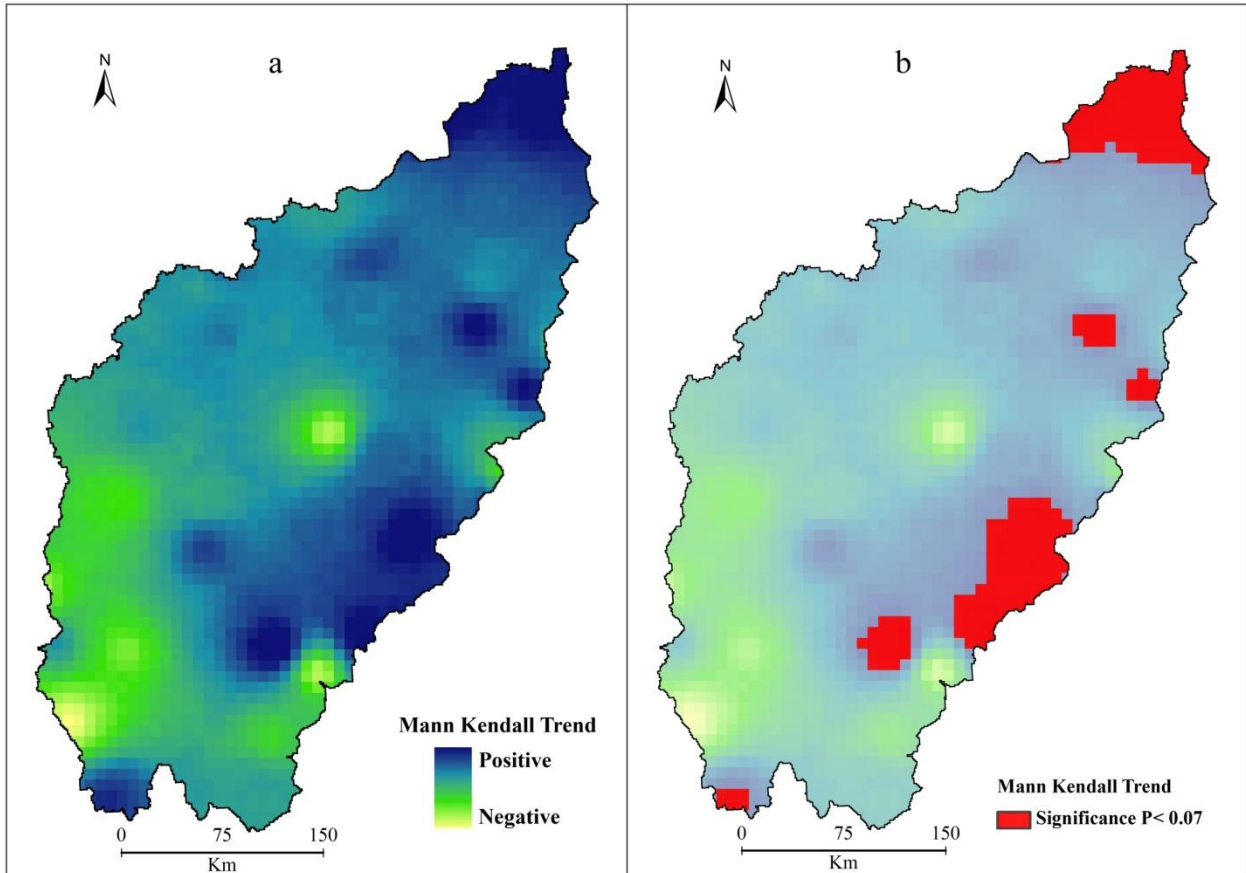 N
a
Mann Kendall Trend
Positive
Negative
0 75 150
Km
N
b
Mann Kendall Trend
Significance P< 0.07
0 75 150
Km